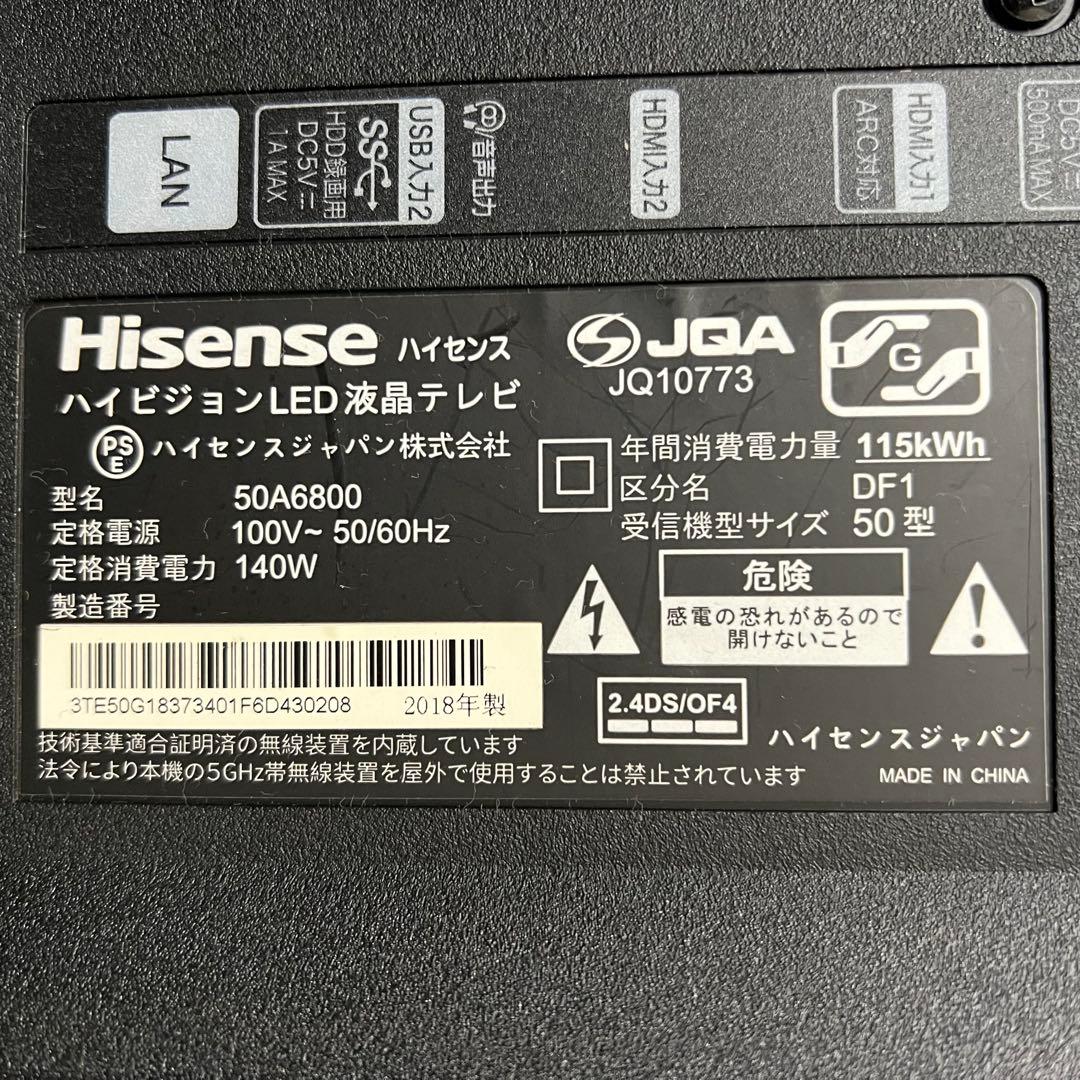 LAN
USB入力2
HDD録画用
DC5V
1A MAX
/音声出力
HDMI入力2
HDMI入力1
ARC対応
DC5V
500mA MAX
Hisense ハイセンス
ハイビジョンLED液晶テレビ
PSE ハイセンスジャパン株式会社
型名 50A6800
定格電源 100V~ 50/60Hz
定格消費電力 140W
製造番号
3TE50G18373401F6D430208 2018年製
技術基準適合証明済の無線装置を内蔵しています
法令により本機の5GHz帯無線装置を屋外で使用することは禁止されています
JQA
JQ10773
G
年間消費電力量 115kWh
区分名 DF1
受信機型サイズ 50型
危険
感電の恐れがあるので
開けないこと
2.4DS/OF4
ハイセンスジャパン
MADE IN CHINA